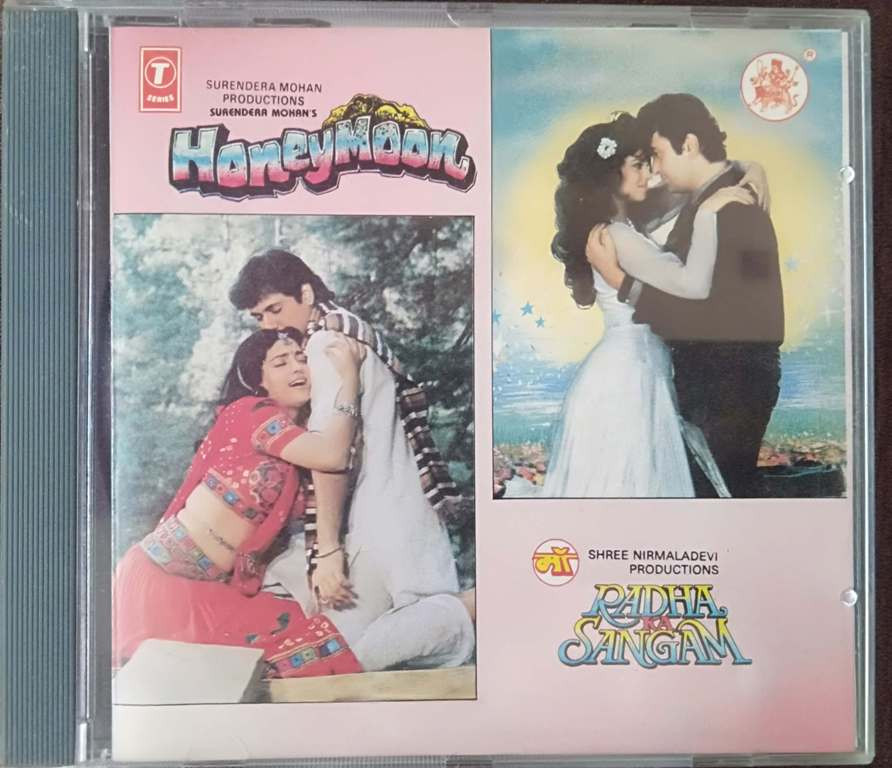 T
SERIES
SURENDERA MOHAN
PRODUCTIONS
SURENDERA MOHAN'S
HoneyMoon
®
माँ
SHREE NIRMALADEVI
PRODUCTIONS
RADHA
KA
SANGAM